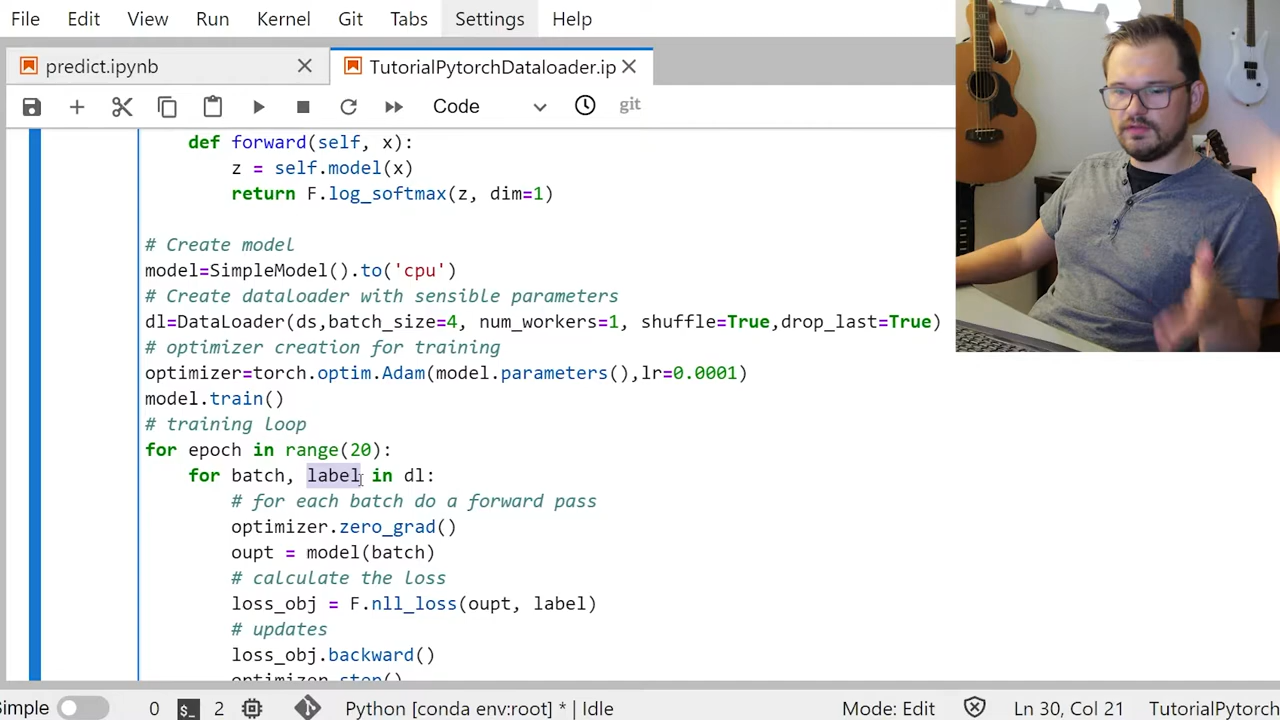 File Edit View Run Kernel Git Tabs Settings Help
predict.ipynb TutorialPytorchDataloader.ip
Code git
def forward(self, x):
z = self.model(x)
return F.log_softmax(z, dim=1)
# Create model
model=SimpleModel().to('cpu')
# Create dataloader with sensible parameters
dl=DataLoader(ds,batch_size=4, num_workers=1, shuffle=True,drop_last=True)
# optimizer creation for training
optimizer=torch.optim.Adam(model.parameters(),lr=0.0001)
model.train()
# training loop
for epoch in range(20):
for batch, label in dl:
# for each batch do a forward pass
optimizer.zero_grad()
oupt = model(batch)
# calculate the loss
loss_obj = F.nll_loss(oupt, label)
# updates
loss_obj.backward()
optimizer.step()
Simple 0 $_ 2 Python [conda env:root] * | Idle Mode: Edit Ln 30, Col 21 TutorialPytorch